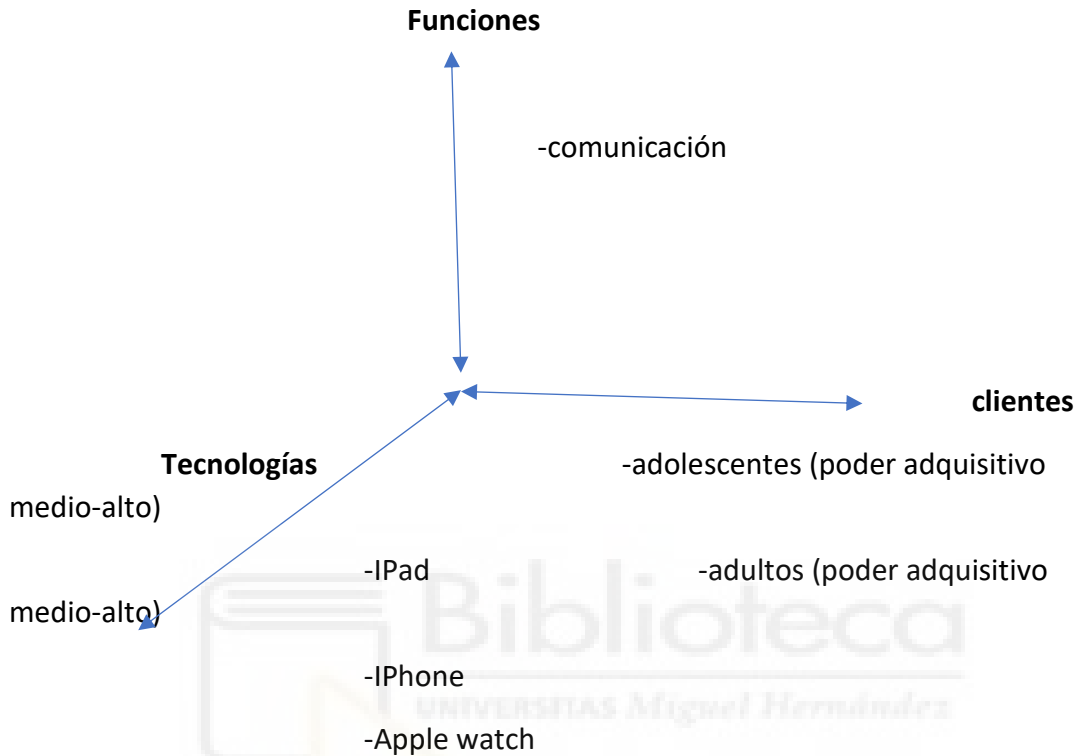 Funciones
-comunicación
clientes
Tecnologías -adolescentes (poder adquisitivo
medio-alto)
-IPad -adultos (poder adquisitivo
medio-alto)
Biblioteca
-IPhone
UNIVERSITAS Miguel Hernández
-Apple watch